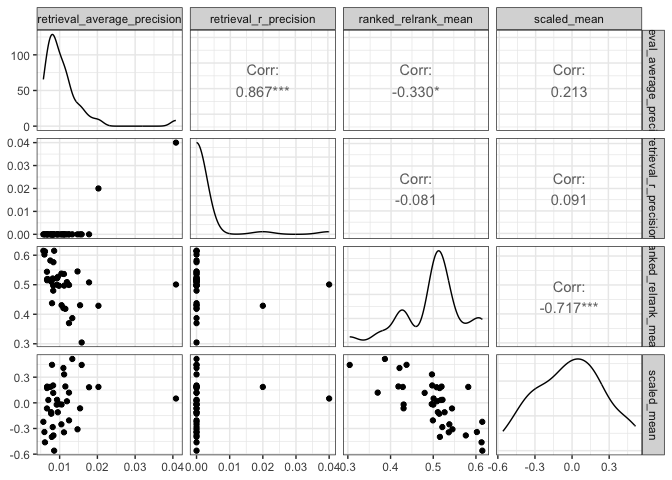 retrieval_average_precision retrieval_r_precision ranked_relrank_mean scaled_mean
100
50
0
Corr:
0.867***
Corr:
-0.330*
Corr:
0.213
eval_average_prec
0.04
0.03
0.02
0.01
0.00
Corr:
-0.081
Corr:
0.091
etrieval_r_precision
0.6
0.5
0.4
0.3
Corr:
-0.717***
anked_relrank_mea
0.3
0.0
-0.3
-0.6
scaled_mean
0.01 0.02 0.03 0.04 0.00 0.01 0.02 0.03 0.04 0.3 0.4 0.5 0.6 -0.6 -0.3 0.0 0.3